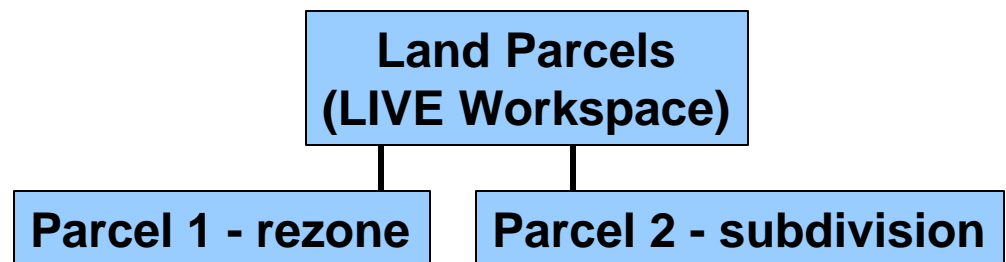 Land Parcels
(LIVE Workspace)
Parcel 1 - rezone
Parcel 2 - subdivision